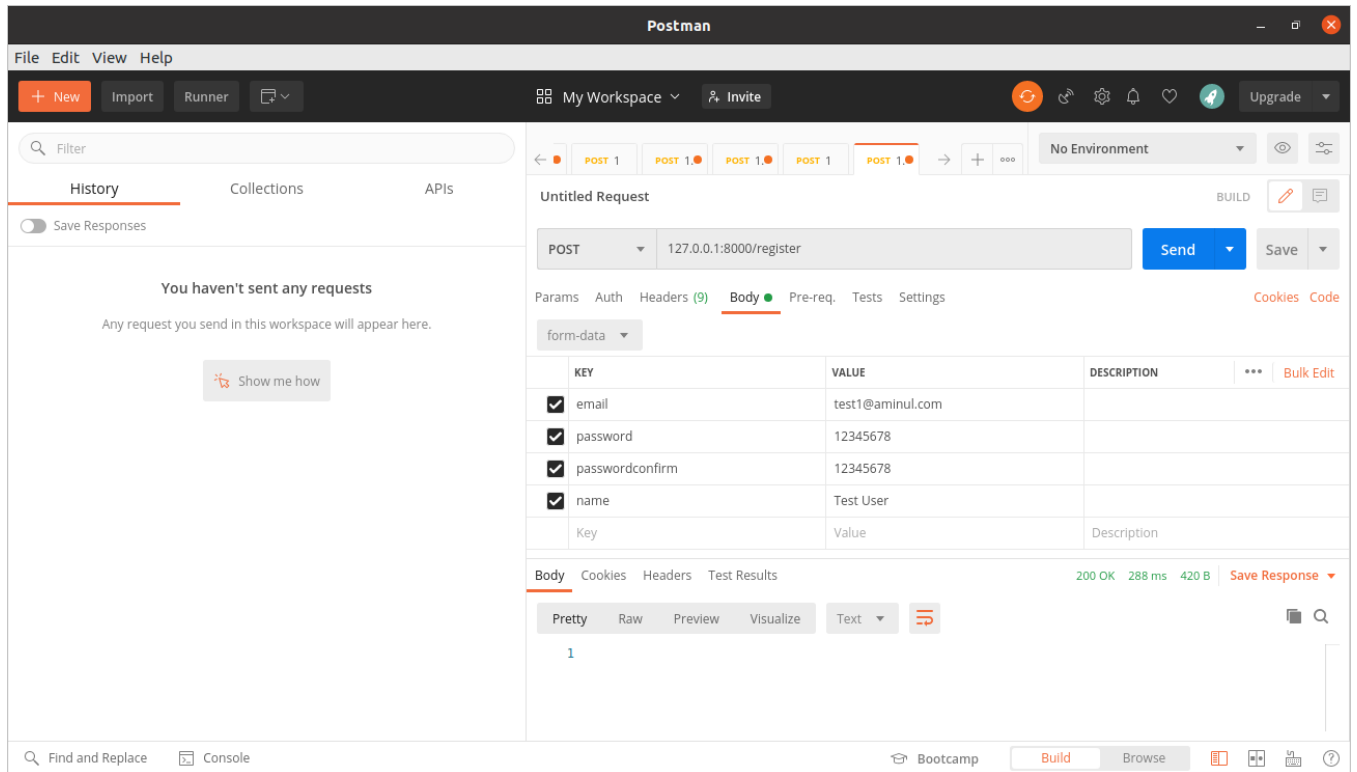 Postman
File Edit View Help
+ New Import Runner My Workspace Invite Upgrade
Filter
History Collections APIs
Save Responses
You haven't sent any requests
Any request you send in this workspace will appear here.
Show me how
POST 1 POST 1. POST 1. POST 1 POST 1. No Environment
Untitled Request BUILD
POST 127.0.0.1:8000/register Send Save
Params Auth Headers (9) Body Pre-req. Tests Settings Cookies Code
form-data
KEY VALUE DESCRIPTION Bulk Edit
email test1@aminul.com
password 12345678
passwordconfirm 12345678
name Test User
Key Value Description
Body Cookies Headers Test Results 200 OK 288 ms 420 B Save Response
Pretty Raw Preview Visualize Text
1
Find and Replace Console Bootcamp Build Browse